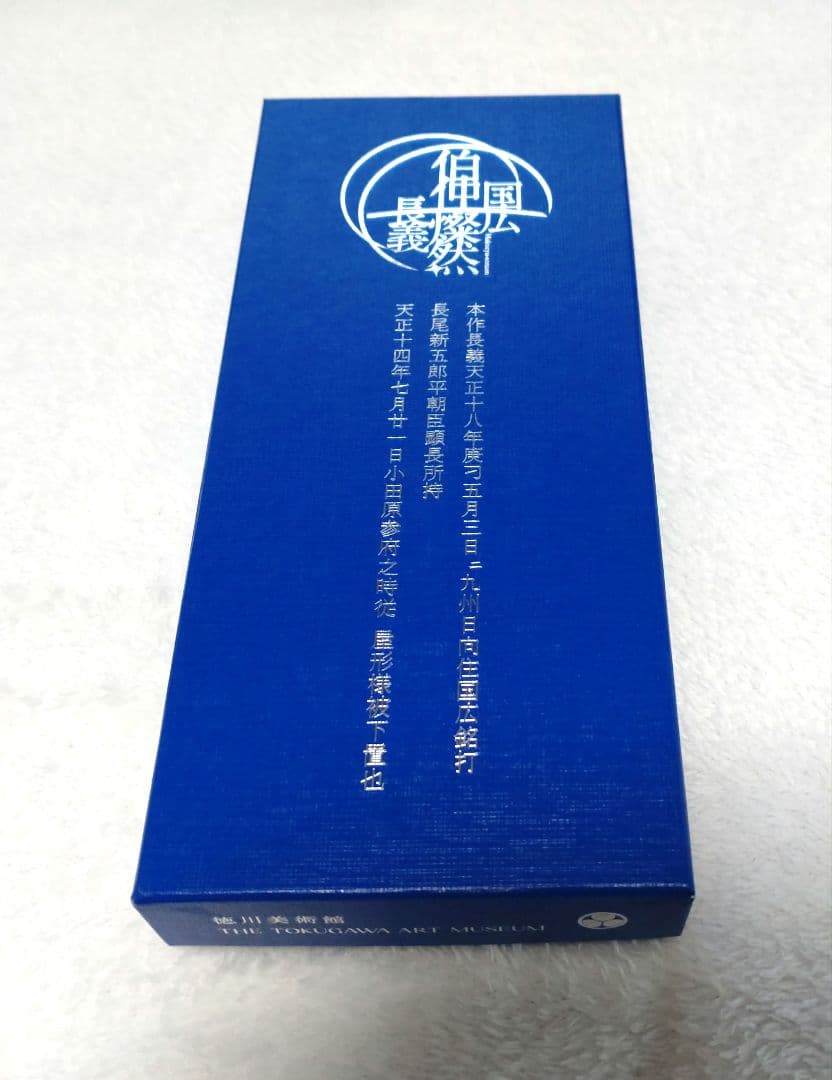 伯仲燦然
国広
長義
本作長義天正十八年庚刁五月三日ニ九州日向住国広銘打
長尾新五郎平朝臣顕長所持
天正十四年七月廿一日小田原参府之時従 屋形様被下置也
徳川美術館
THE TOKUGAWA ART MUSEUM